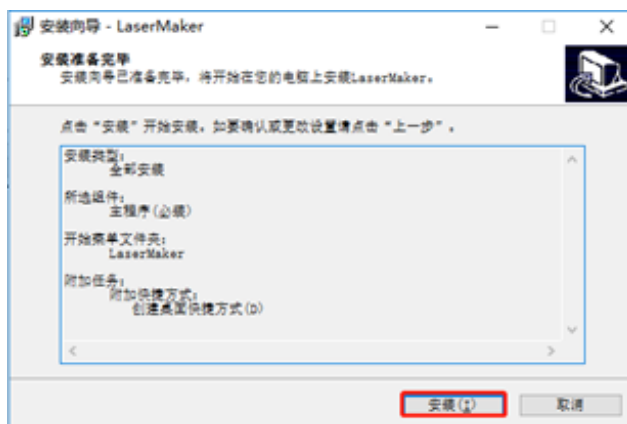 安装向导 - LaserMaker
安装准备完毕
安装向导已准备完毕，将开始在您的电脑上安装LaserMaker。
点击“安装”开始安装。如要确认或更改设置请点击“上一步”。
安装类型：
全部安装
所选组件：
主程序(必装)
开始菜单文件夹：
LaserMaker
附加任务：
附加快捷方式：
创建桌面快捷方式(D)
安装(I)
取消